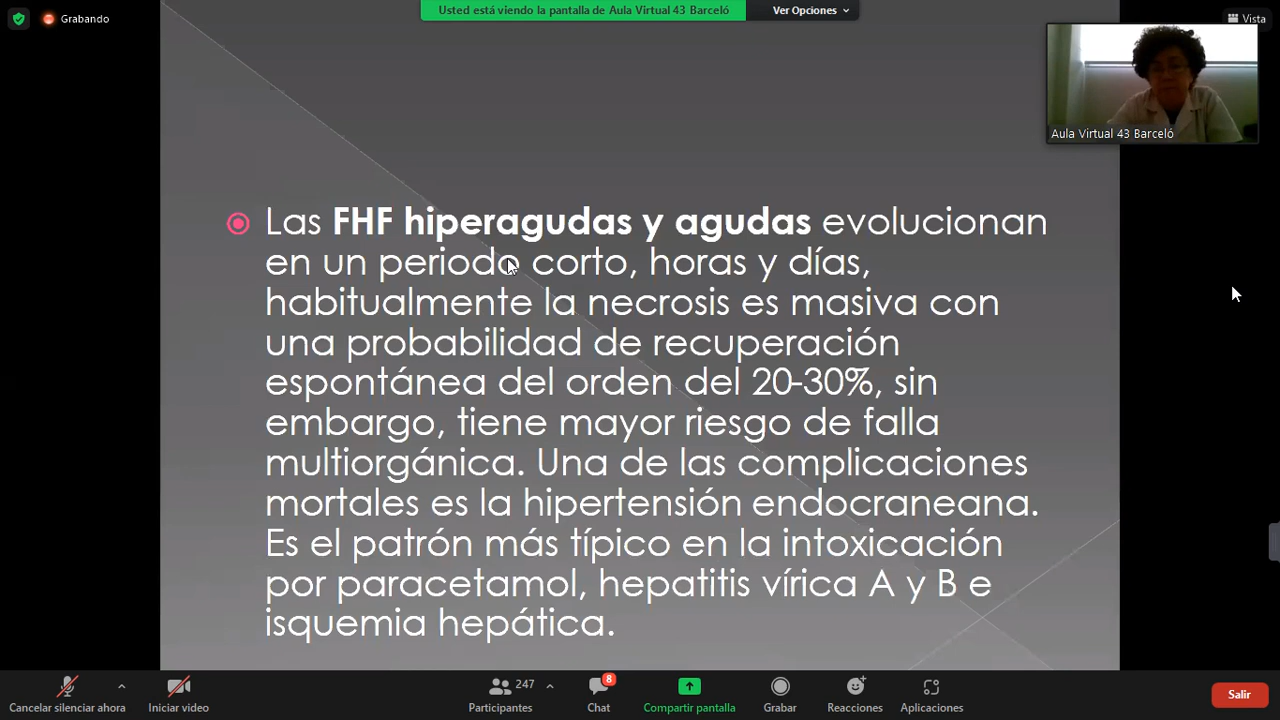 Grabando
Usted está viendo la pantalla de Aula Virtual 43 Barceló
Ver Opciones
Vista
Aula Virtual 43 Barceló
Las FHF hiperagudas y agudas evolucionan
en un periodo corto, horas y días,
habitualmente la necrosis es masiva con
una probabilidad de recuperación
espontánea del orden del 20-30%, sin
embargo, tiene mayor riesgo de falla
multiorgánica. Una de las complicaciones
mortales es la hipertensión endocraneana.
Es el patrón más típico en la intoxicación
por paracetamol, hepatitis vírica A y B e
isquemia hepática.
247
8
Cancelar silenciar ahora
Iniciar video
Participantes
Chat
Compartir pantalla
Grabar
Reacciones
Aplicaciones
Salir